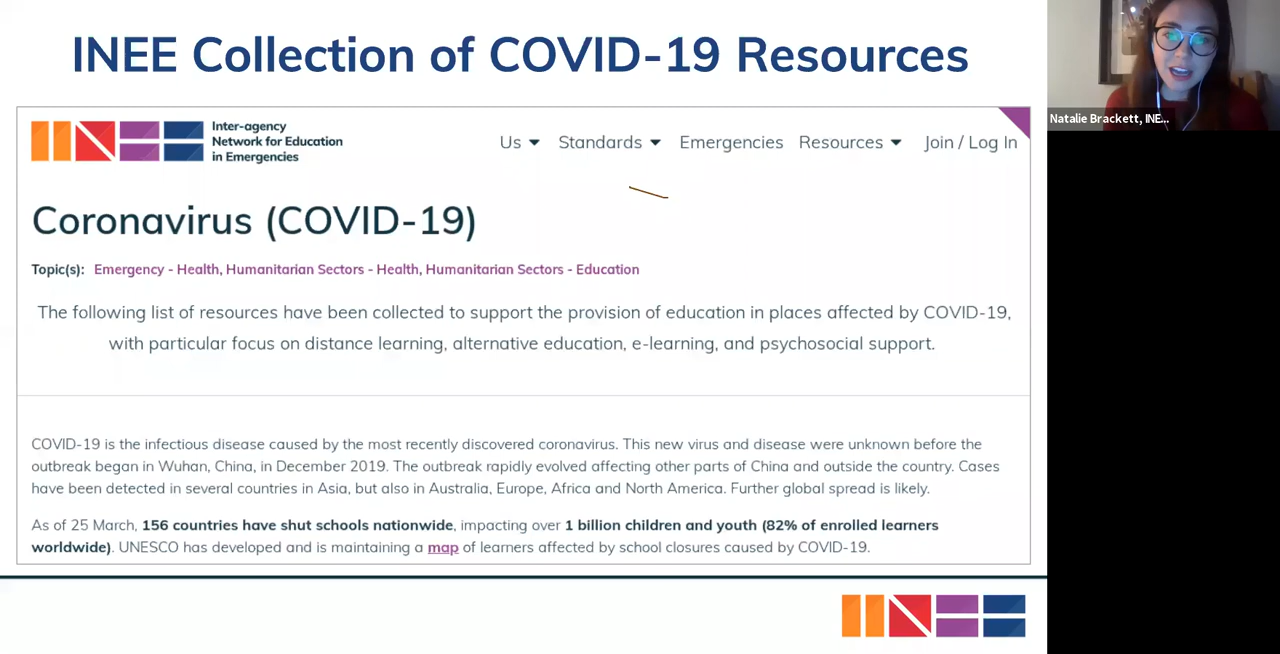 INEE Collection of COVID-19 Resources
Natalie Brackett, INE...
INEE
Inter-agency
Network for Education
in Emergencies
Us Standards Emergencies Resources Join / Log In
Coronavirus (COVID-19)
Topic(s): Emergency - Health, Humanitarian Sectors - Health, Humanitarian Sectors - Education
The following list of resources have been collected to support the provision of education in places affected by COVID-19,
with particular focus on distance learning, alternative education, e-learning, and psychosocial support.
COVID-19 is the infectious disease caused by the most recently discovered coronavirus. This new virus and disease were unknown before the
outbreak began in Wuhan, China, in December 2019. The outbreak rapidly evolved affecting other parts of China and outside the country. Cases
have been detected in several countries in Asia, but also in Australia, Europe, Africa and North America. Further global spread is likely.
As of 25 March, 156 countries have shut schools nationwide, impacting over 1 billion children and youth (82% of enrolled learners
worldwide). UNESCO has developed and is maintaining a map of learners affected by school closures caused by COVID-19.
INEE